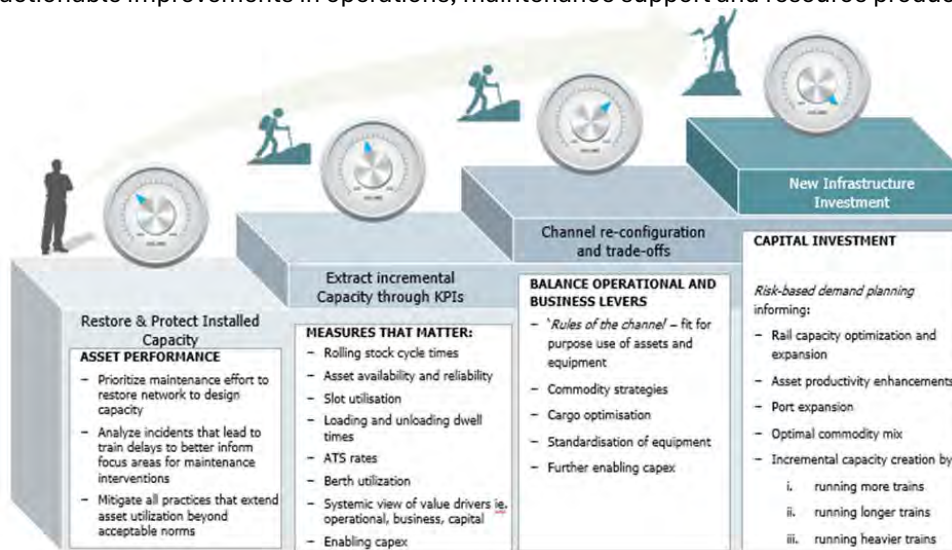 actionable improvements in operations, maintenance support and resource
Restore & Protect Installed
Capacity
ASSET PERFORMANCE
– Prioritize maintenance effort to
restore network to design
capacity
– Analyze incidents that lead to
train delays to better inform
focus areas for maintenance
interventions
– Mitigate all practices that extend
asset utilization beyond
acceptable norms
Extract incremental
Capacity through KPIs
MEASURES THAT MATTER:
– Rolling stock cycle times
– Asset availability and reliability
– Slot utilisation
– Loading and unloading dwell
times
– ATS rates
– Berth utilization
– Systemic view of value drivers ie.
operational, business, capital
– Enabling capex
Channel re-configuration
and trade-offs
BALANCE OPERATIONAL AND
BUSINESS LEVERS
– 'Rules of the channel' – fit for
purpose use of assets and
equipment
– Commodity strategies
– Cargo optimisation
– Standardisation of equipment
– Further enabling capex
New Infrastructure
Investment
CAPITAL INVESTMENT
Risk-based demand planning
informing:
– Rail capacity optimization and
expansion
– Asset productivity enhancements
– Port expansion
– Optimal commodity mix
– Incremental capacity creation by
i. running more trains
ii. running longer trains
iii. running heavier trains